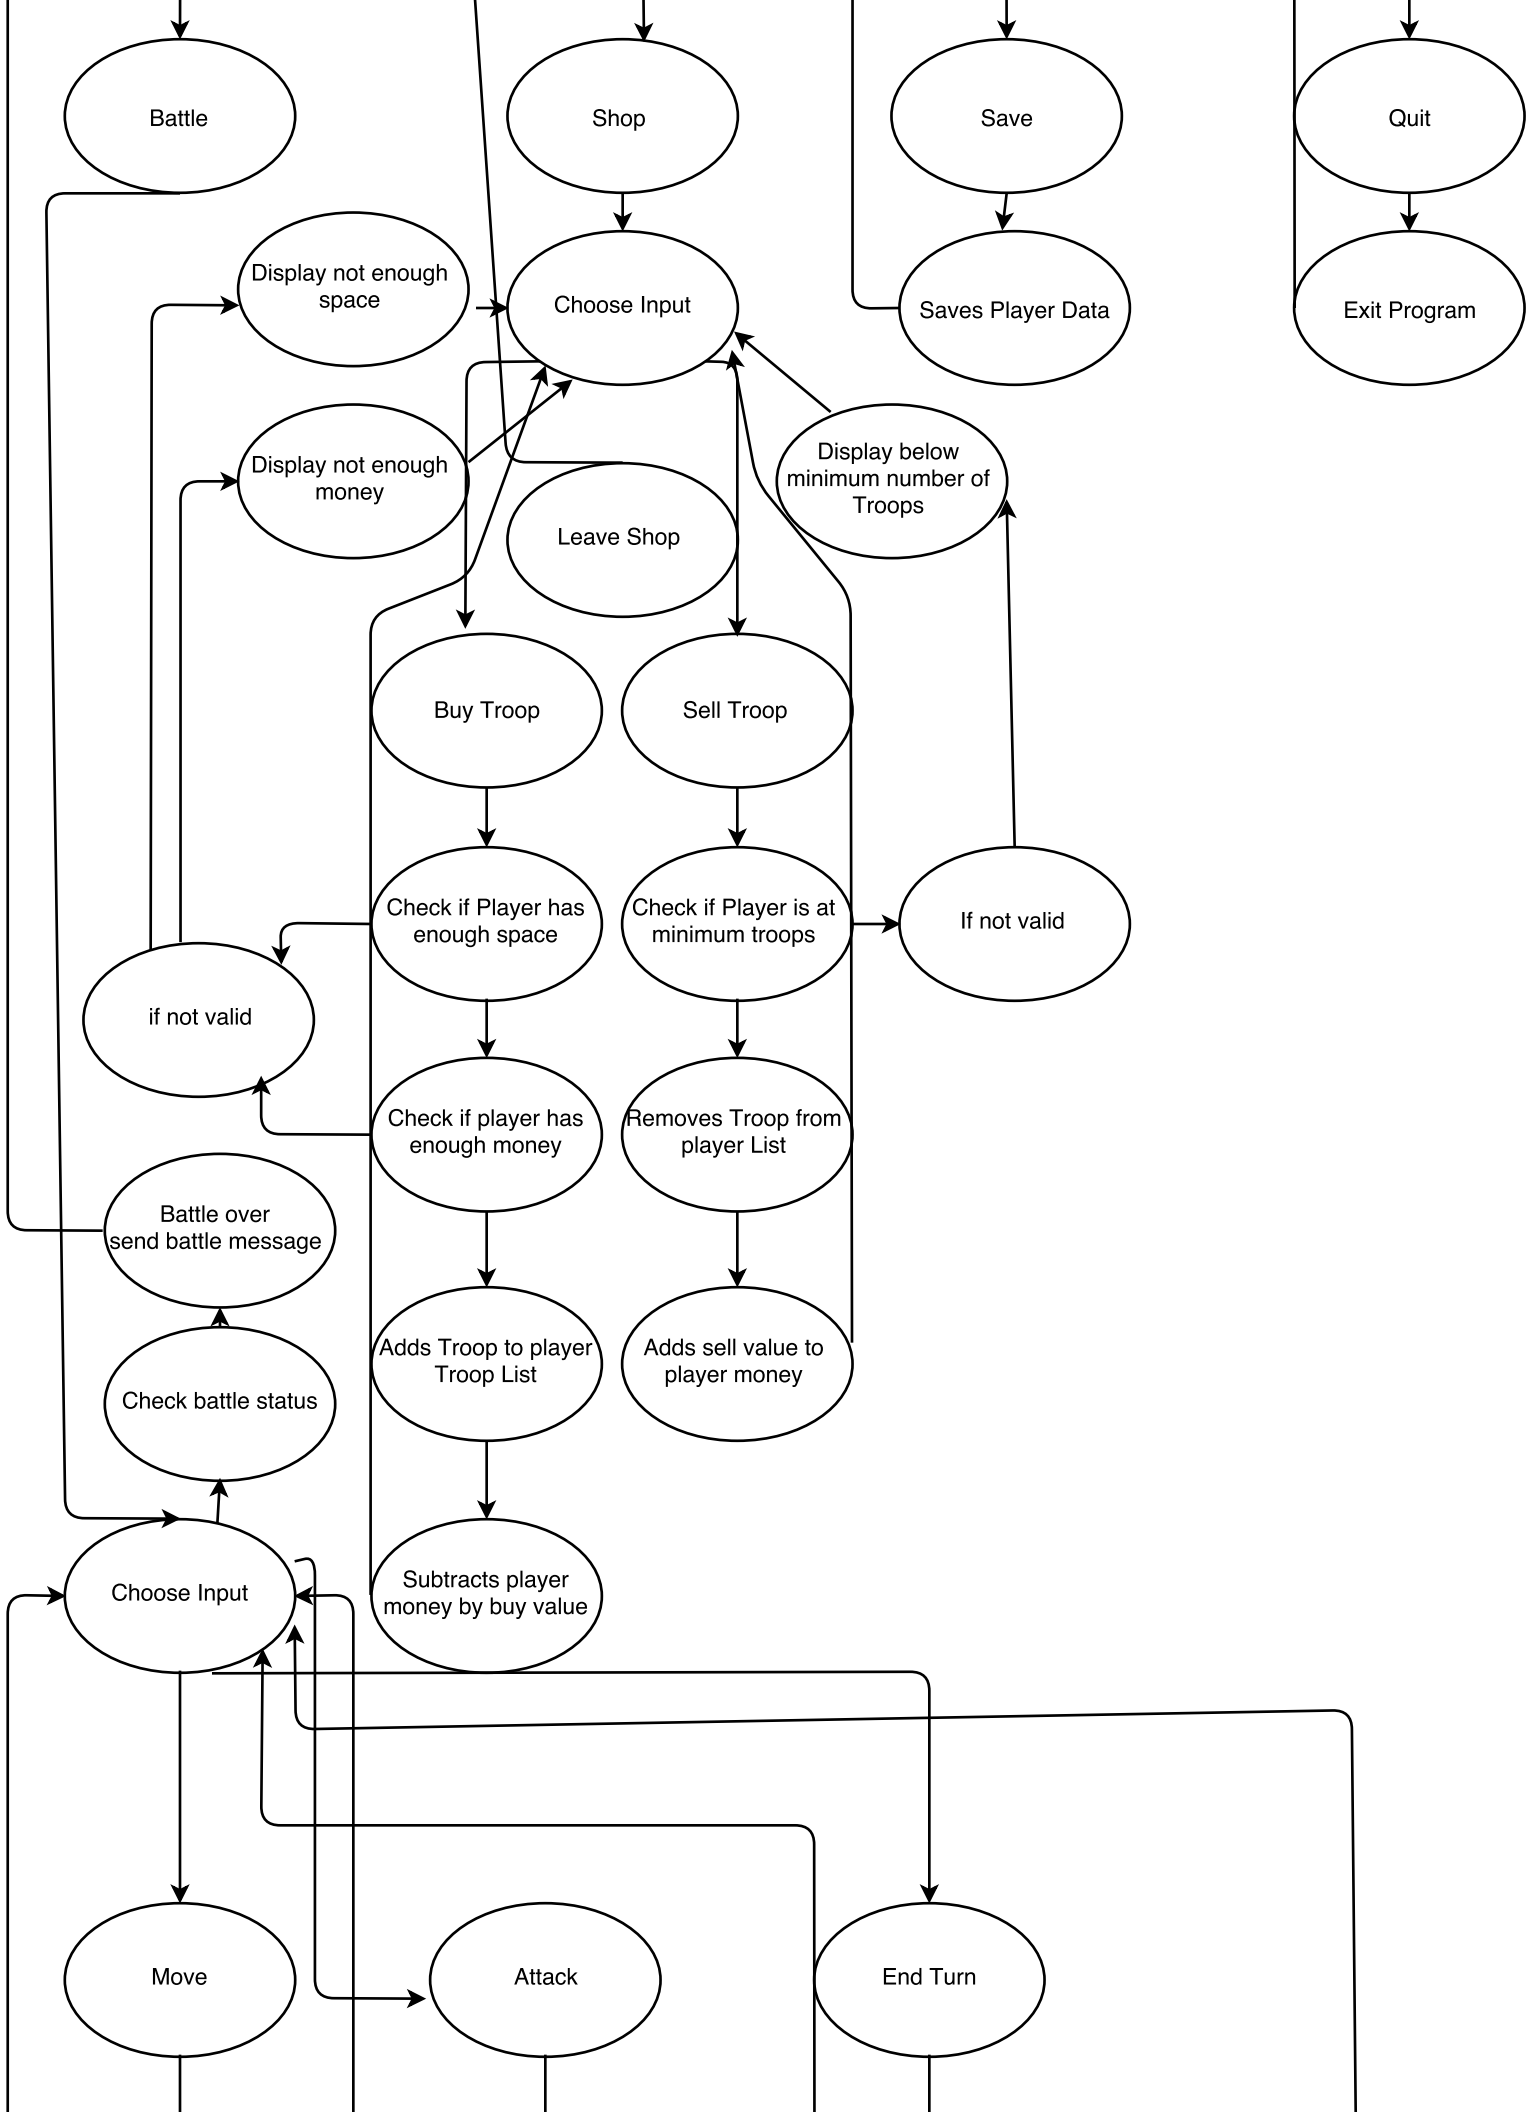 Battle
Shop
Save
Quit
Display not enough
space
Choose Input
Saves Player Data
Exit Program
Display not enough
money
Display below
minimum number of
Troops
Leave Shop
Buy Troop
Sell Troop
Check if Player has
enough space
Check if Player is at
minimum troops
If not valid
if not valid
Check if player has
enough money
Removes Troop from
player List
Battle over
send battle message
Adds Troop to player
Troop List
Adds sell value to
player money
Check battle status
Choose Input
Subtracts player
money by buy value
Move
Attack
End Turn